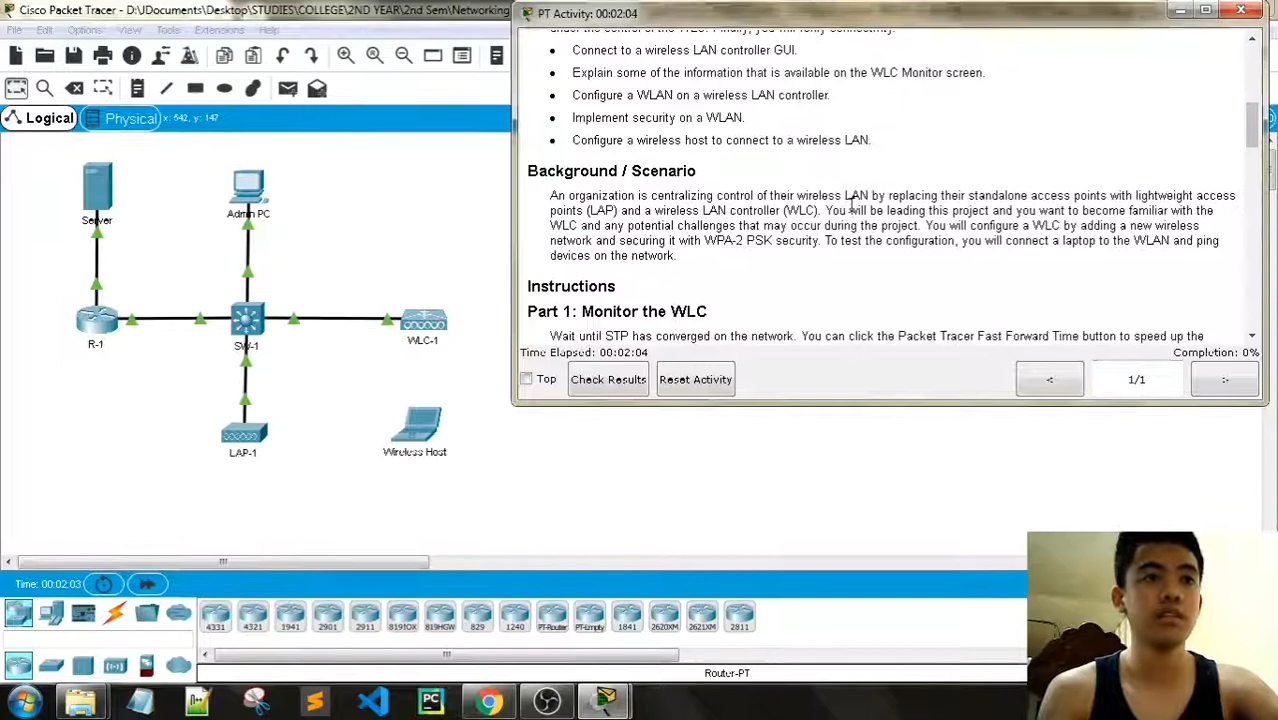 Cisco Packet Tracer - D:\JDocuments\Desktop\STUDIES\COLLEGE\2ND YEAR\2nd Sem\Networking
File Edit Options View Tools Extensions Help
Logical Physical x: 542, y: 147
Server
Admin PC
R-1
SW-1
WLC-1
LAP-1
Wireless Host
PT Activity: 00:02:04
• Connect to a wireless LAN controller GUI.
• Explain some of the information that is available on the WLC Monitor screen.
• Configure a WLAN on a wireless LAN controller.
• Implement security on a WLAN.
• Configure a wireless host to connect to a wireless LAN.
Background / Scenario
An organization is centralizing control of their wireless LAN by replacing their standalone access points with lightweight access
points (LAP) and a wireless LAN controller (WLC). You will be leading this project and you want to become familiar with the
WLC and any potential challenges that may occur during the project. You will configure a WLC by adding a new wireless
network and securing it with WPA-2 PSK security. To test the configuration, you will connect a laptop to the WLAN and ping
devices on the network.
Instructions
Part 1: Monitor the WLC
Wait until STP has converged on the network. You can click the Packet Tracer Fast Forward Time button to speed up the
Time Elapsed: 00:02:04 Completion: 0%
Top Check Results Reset Activity < 1/1 >
Time: 00:02:03
4331 4321 1941 2901 2911 819IOX 819HGW 829 1240 PT-Router PT-Empty 1841 2620XM 2621XM 2811
Router-PT